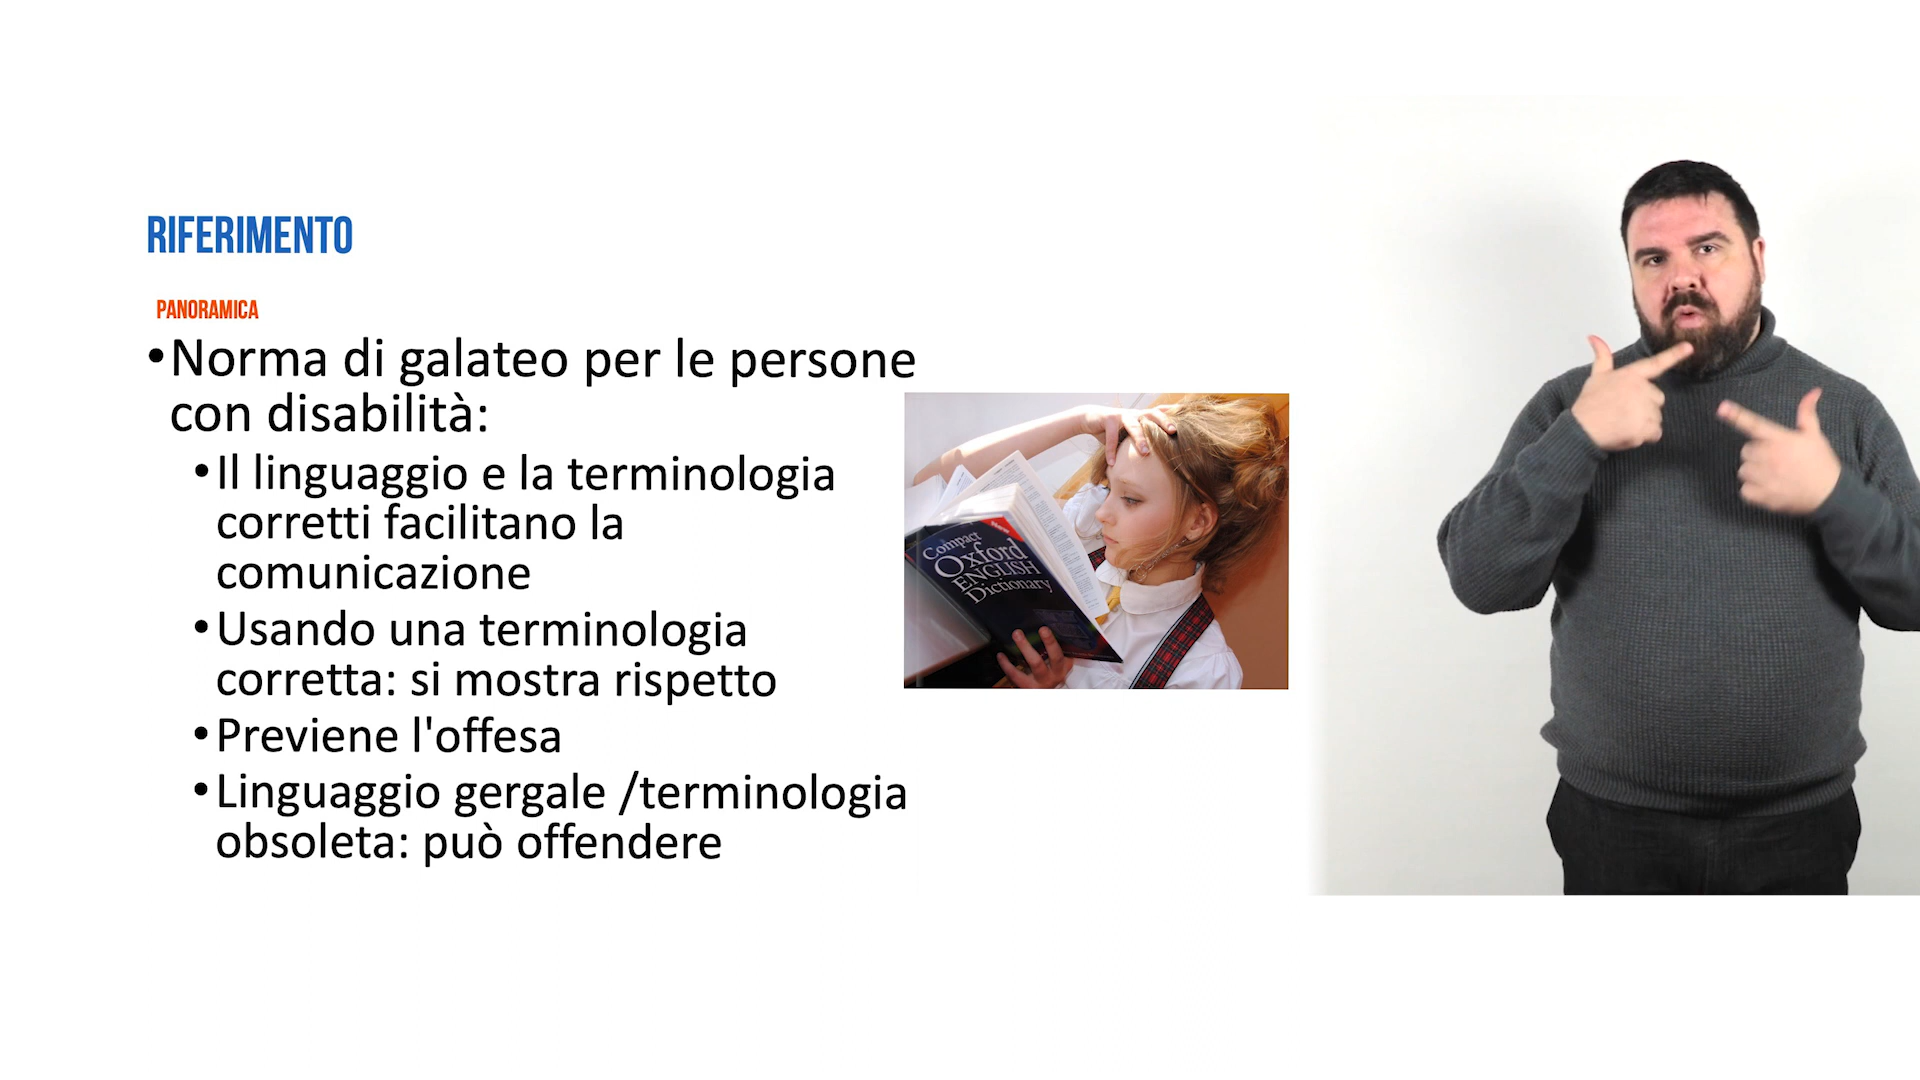 RIFERIMENTO
PANORAMICA
•Norma di galateo per le persone
con disabilità:
•Il linguaggio e la terminologia
corretti facilitano la
comunicazione
•Usando una terminologia
corretta: si mostra rispetto
•Previene l'offesa
•Linguaggio gergale /terminologia
obsoleta: può offendere
Compact
Oxford
ENGLISH
Dictionary